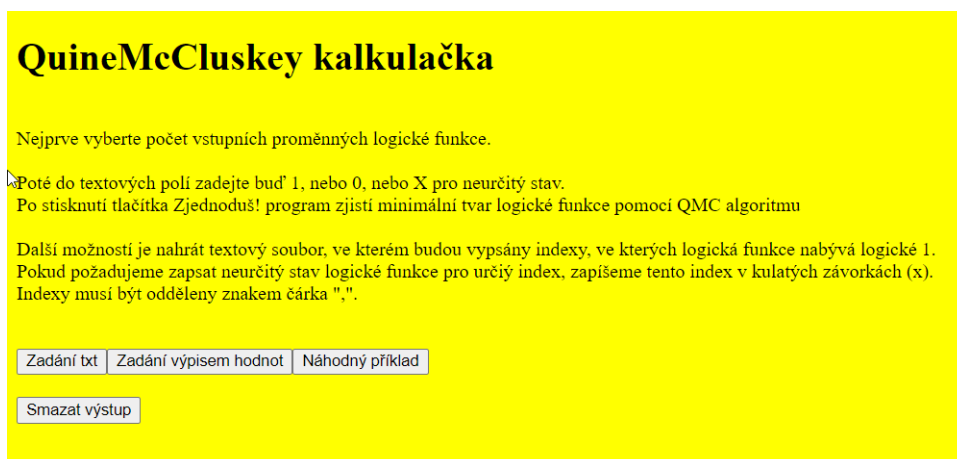 QuineMcCluskey kalkulačka
Nejprve vyberte počet vstupních proměnných logické funkce.
Poté do textových polí zadejte buď 1, nebo 0, nebo X pro neurčitý stav.
Po stisknutí tlačítka Zjednoduš! program zjistí minimální tvar logické funkce pomocí QMC algoritmu
Další možností je nahrát textový soubor, ve kterém budou vypsány indexy, ve kterých logická funkce nabývá logické 1.
Pokud požadujeme zapsat neurčitý stav logické funkce pro určiý index, zapíšeme tento index v kulatých závorkách (x).
Indexy musí být odděleny znakem čárka ",".
Zadání txt Zadání výpisem hodnot Náhodný příklad
Smazat výstup